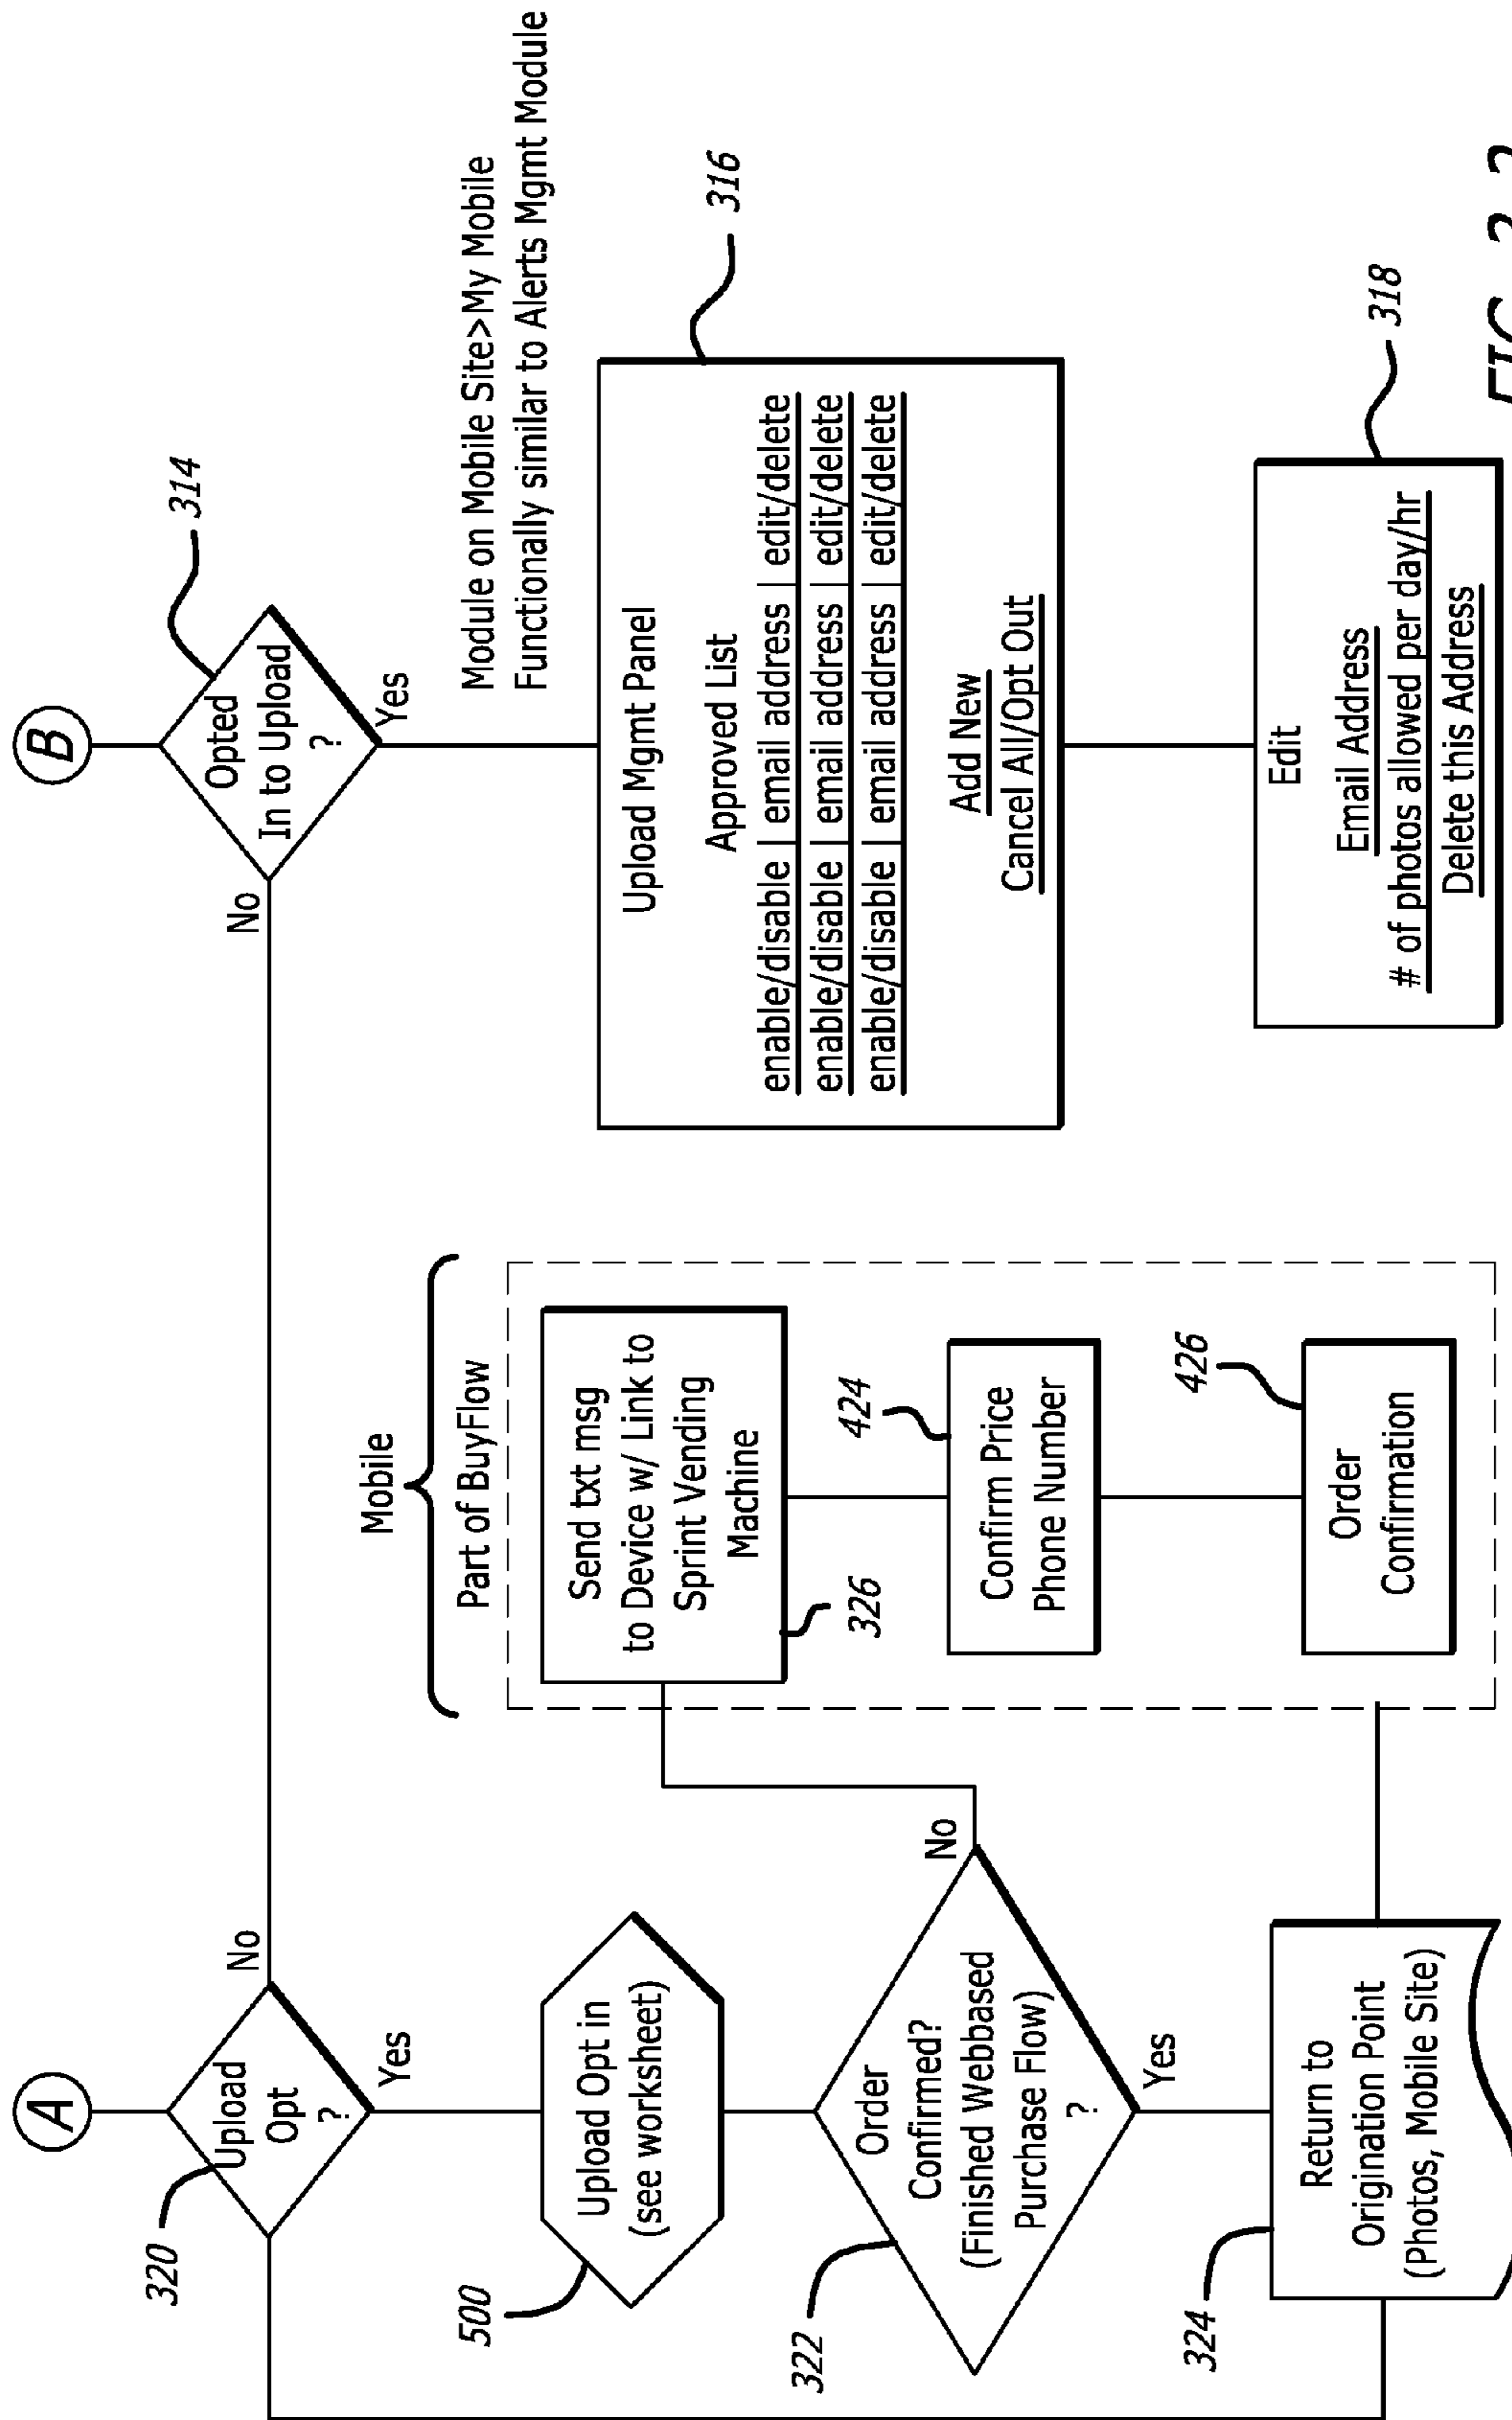 A
320
Upload
Opt
?
No
Yes
500
Upload Opt in
(see worksheet)
322
Order
Confirmed?
(Finished Webbased
Purchase Flow)
?
No
Yes
324
Return to
Origination Point
(Photos, Mobile Site)
Mobile
Part of BuyFlow
Send txt msg
to Device w/ Link to
Sprint Vending
Machine
326
424
Confirm Price
Phone Number
426
Order
Confirmation
B
314
Opted
In to Upload
?
No
Yes
Module on Mobile Site>My Mobile
Functionally similar to Alerts Mgmt Module
316
Upload Mgmt Panel
Approved List
enable/disable | email address | edit/delete
enable/disable | email address | edit/delete
enable/disable | email address | edit/delete
Add New
Cancel All/Opt Out
318
Edit
Email Address
# of photos allowed per day/hr
Delete this Address